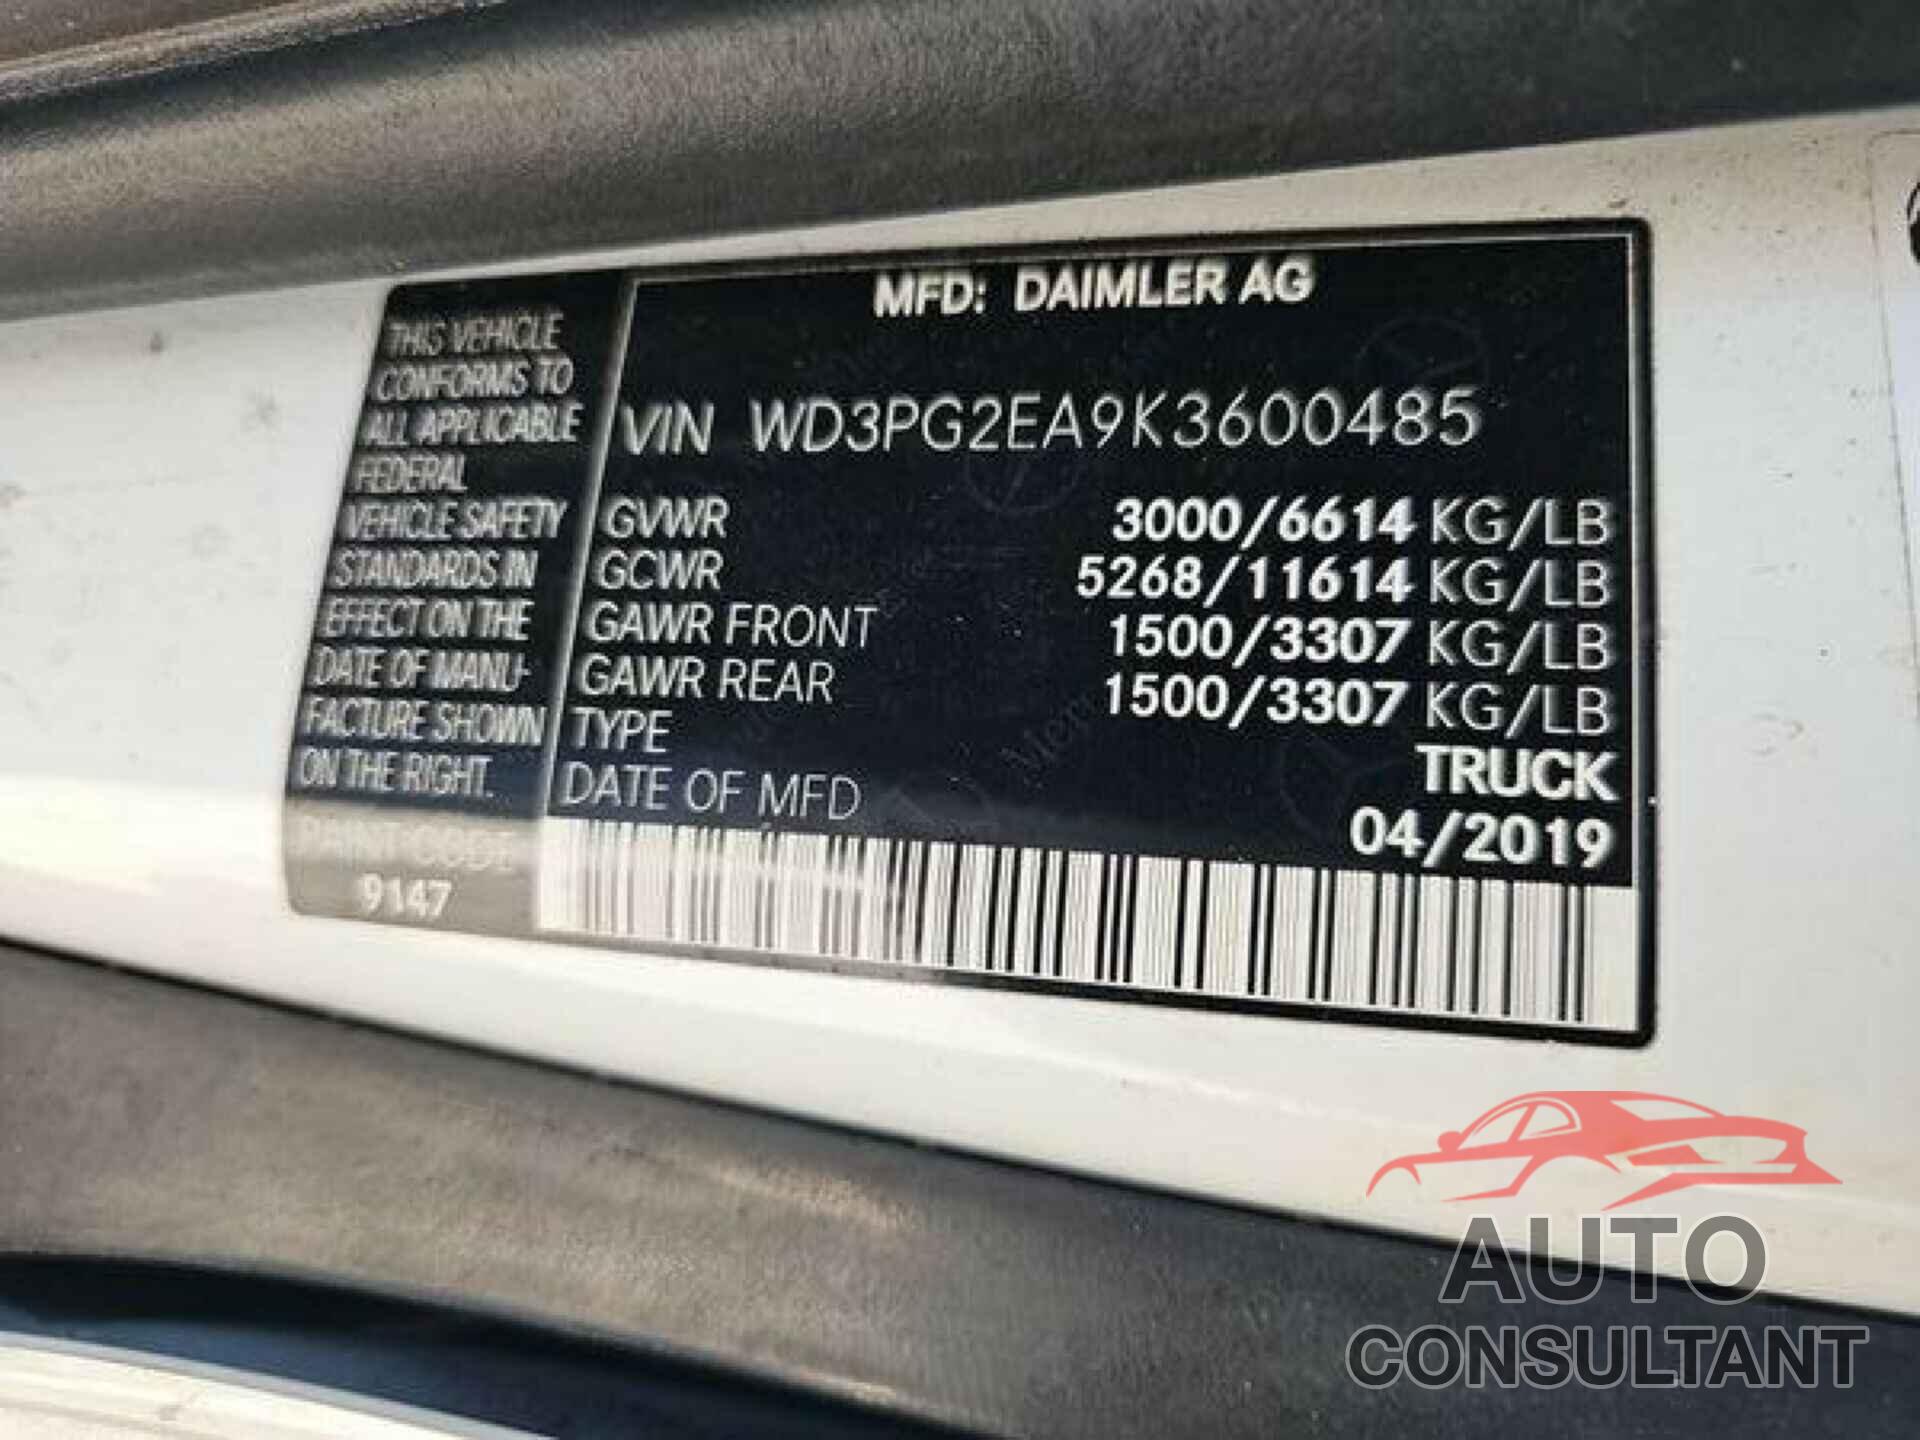 MFD: DAIMLER AG
THIS VEHICLE
CONFORMS TO
ALL APPLICABLE
FEDERAL
VEHICLE SAFETY
STANDARDS IN
EFFECT ON THE
DATE OF MANU-
FACTURE SHOWN
ON THE RIGHT.
PAINT CODE
9147
VIN WD3PG2EA9K3600485
GVWR 3000/6614 KG/LB
GCWR 5268/11614 KG/LB
GAWR FRONT 1500/3307 KG/LB
GAWR REAR 1500/3307 KG/LB
TYPE TRUCK
DATE OF MFD 04/2019
AUTO
CONSULTANT